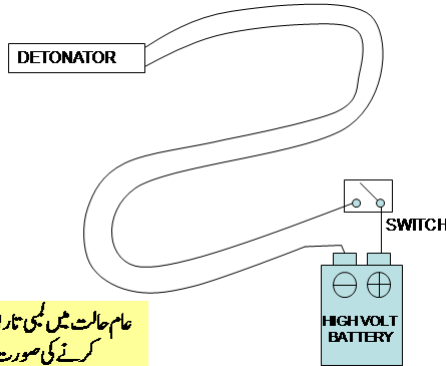 DETONATOR
SWITCH
HIGH VOLT
BATTERY
عام حالت میں لمبی تار
کرنے کی صورت